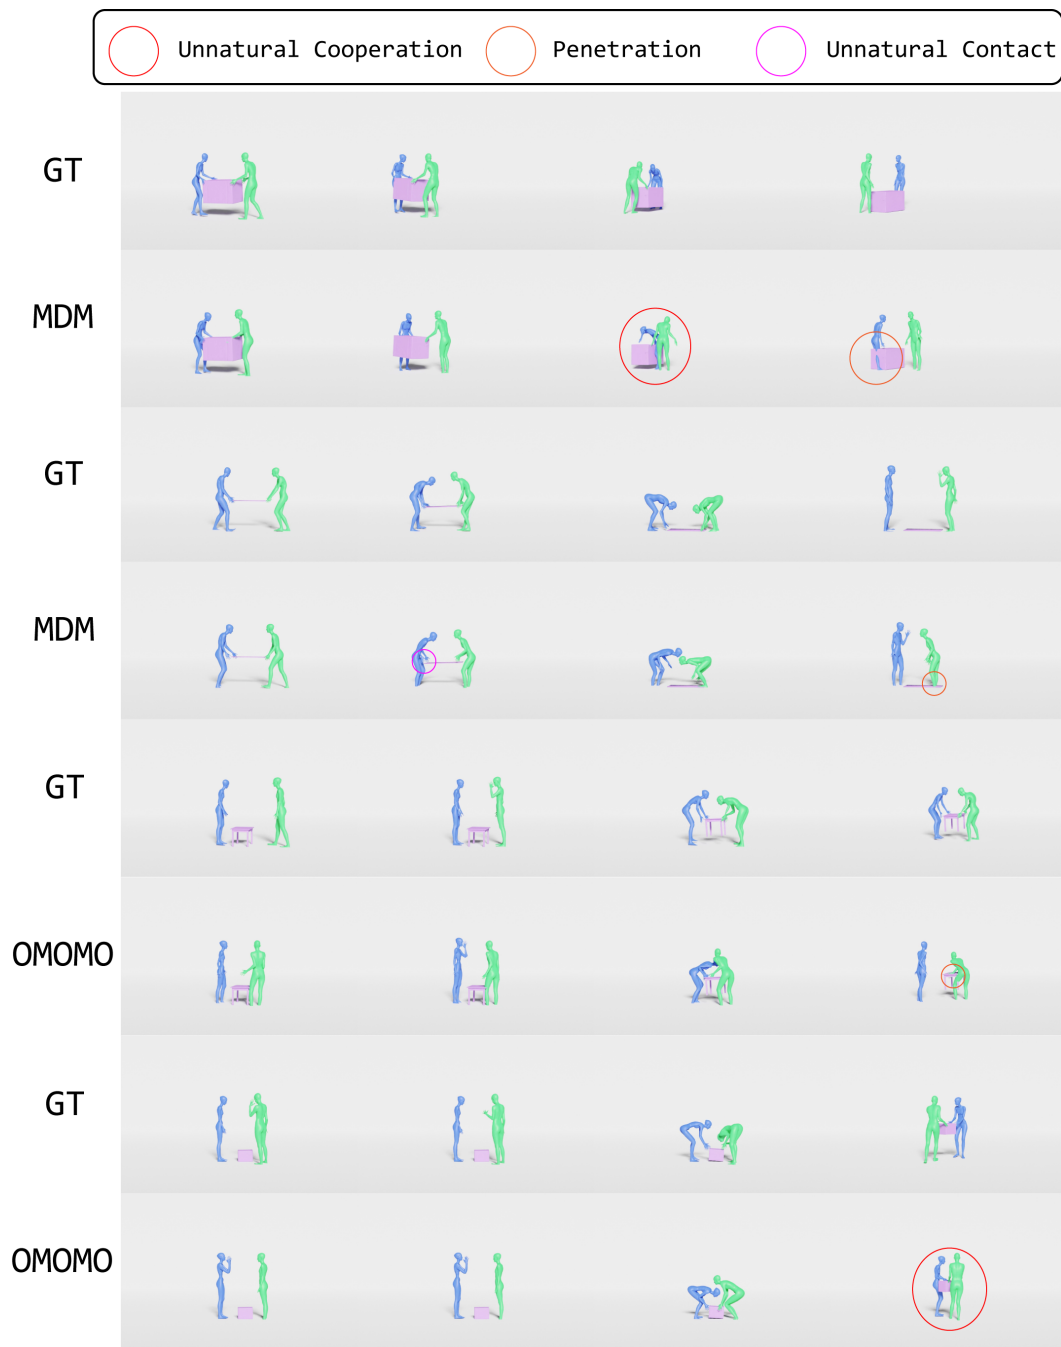 Unnatural Cooperation Penetration Unnatural Contact
GT
MDM
GT
MDM
GT
OMOMO
GT
OMOMO